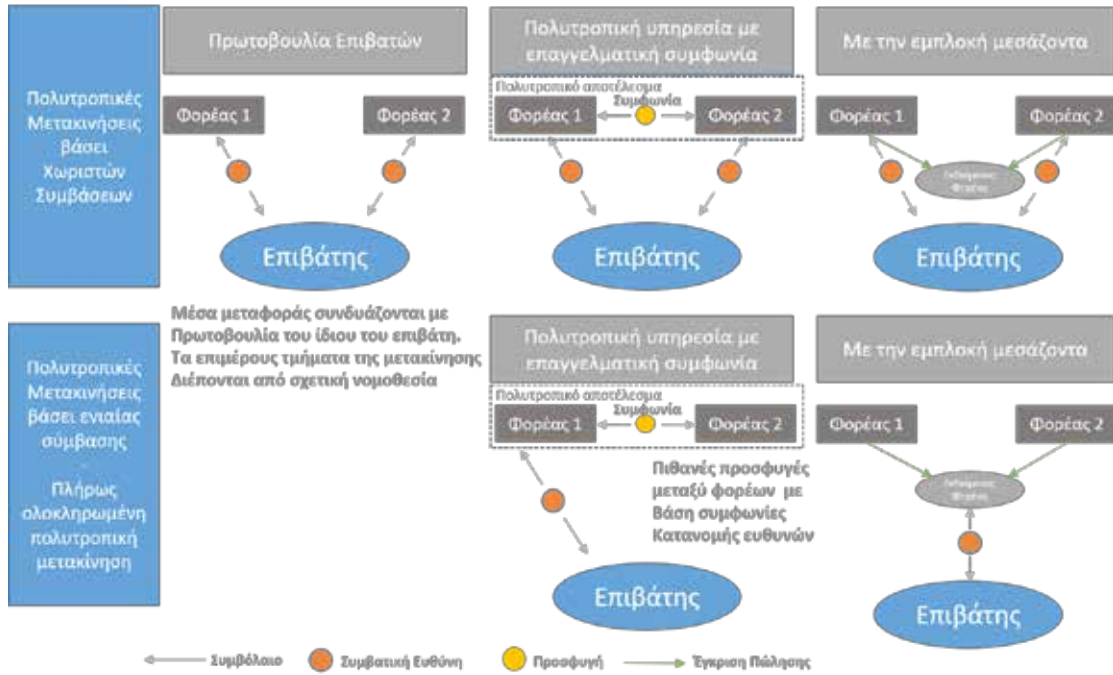 Πρωτοβουλία Επιβατών
Πολυτροπική υπηρεσία με
επαγγελματική συμφωνία
Με την εμπλοκή μεσάζοντα
Πολυτροπικές
Μετακινήσεις
βάσει
Χωριστών
Συμβάσεων
Φορέας 1
Φορέας 2
Επιβάτης
Πολυτροπικό αποτέλεσμα
Συμφωνία
Φορέας 1
Φορέας 2
Επιβάτης
Φορέας 1
Φορέας 2
Επιβάτης
Μέσα μεταφοράς συνδυάζονται με
Πρωτοβουλία του ίδιου του επιβάτη.
Τα επιμέρους τμήματα της μετακίνησης
Διέπονται από σχετική νομοθεσία
Πολυτροπικές
Μετακινήσεις
βάσει ενιαίας
σύμβασης
-
Πλήρως
ολοκληρωμένη
πολυτροπική
μετακίνηση
Πολυτροπική υπηρεσία με
επαγγελματική συμφωνία
Πολυτροπικό αποτέλεσμα
Συμφωνία
Φορέας 1
Φορέας 2
Πιθανές προσφυγές
μεταξύ φορέων με
Βάση συμφωνίες
Κατανομής ευθυνών
Επιβάτης
Με την εμπλοκή μεσάζοντα
Φορέας 1
Φορέας 2
Επιβάτης
Συμβόλαιο
Συμβατική Ευθύνη
Προσφυγή
Έγκριση Πώλησης